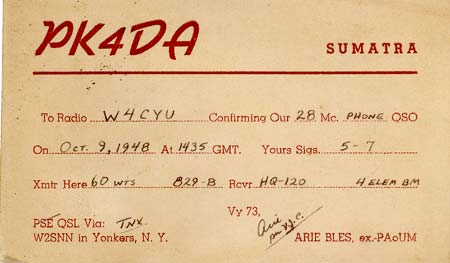 PK4DA SUMATRA
To Radio W4CYU Confirming Our 28 Mc. PHONE QSO
On OCT. 9, 1948 At 1435 GMT. Yours Sigs. 5-7
Xmtr Here 60 WTS 829-B Rcvr HQ-120 4 ELEM BM
PSE QSL Via: TNX Vy 73,
Arie
W2SNN in Yonkers, N. Y. ARIE BLES, ex.-PAoUM